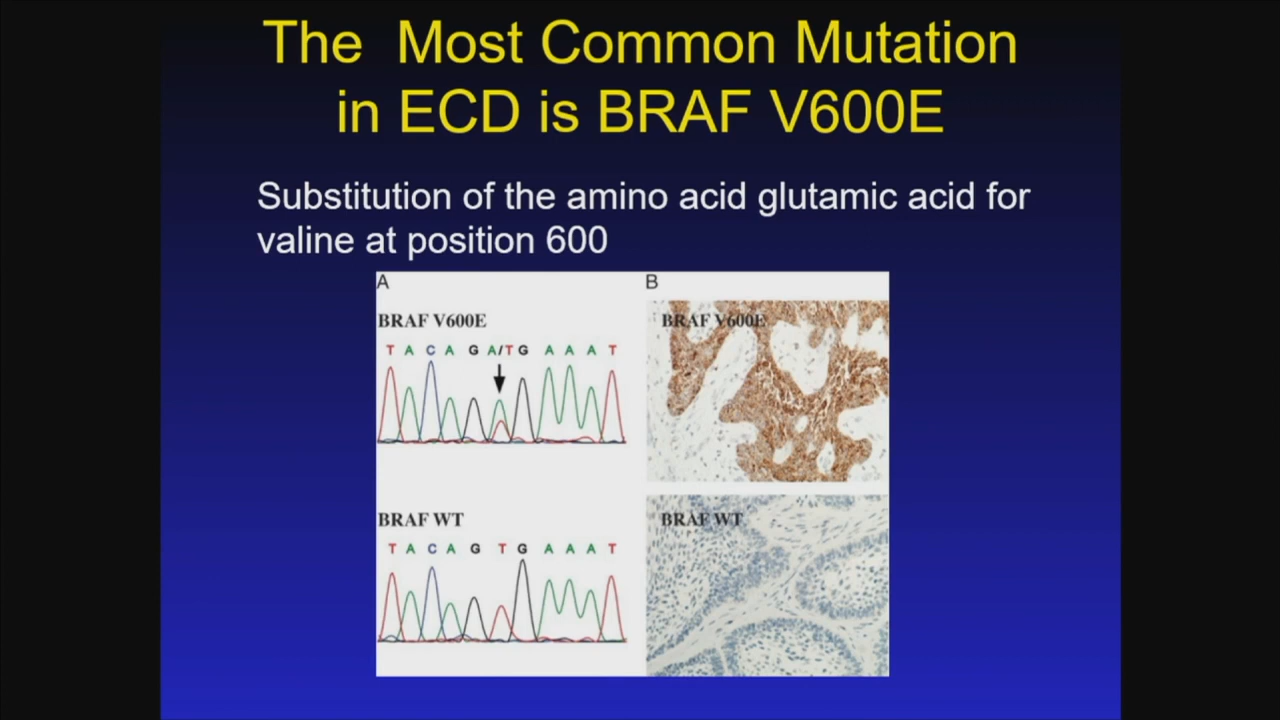 The Most Common Mutation
in ECD is BRAF V600E
Substitution of the amino acid glutamic acid for
valine at position 600
A
BRAF V600E
T A C A G A/T G A A A T
BRAF WT
T A C A G T G A A A T
B
BRAF V600E
BRAF WT